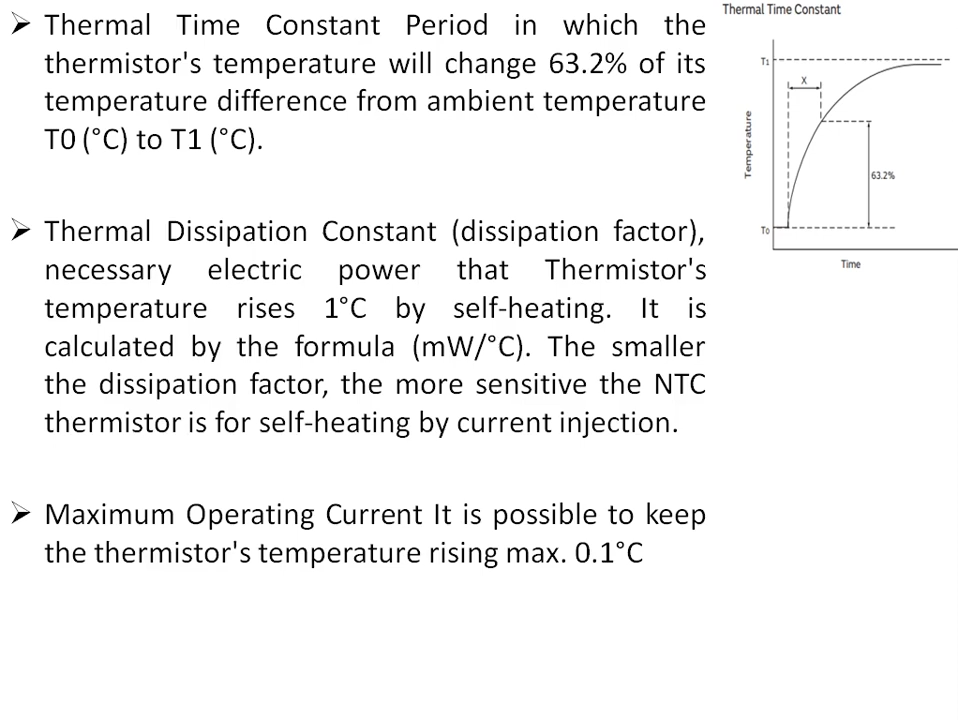 ➢ Thermal Time Constant Period in which the
thermistor's temperature will change 63.2% of its
temperature difference from ambient temperature
T0 (°C) to T1 (°C).
➢ Thermal Dissipation Constant (dissipation factor),
necessary electric power that Thermistor's
temperature rises 1°C by self-heating. It is
calculated by the formula (mW/°C). The smaller
the dissipation factor, the more sensitive the NTC
thermistor is for self-heating by current injection.
➢ Maximum Operating Current It is possible to keep
the thermistor's temperature rising max. 0.1°C
Thermal Time Constant
T1
X
Temperature
63.2%
T0
Time